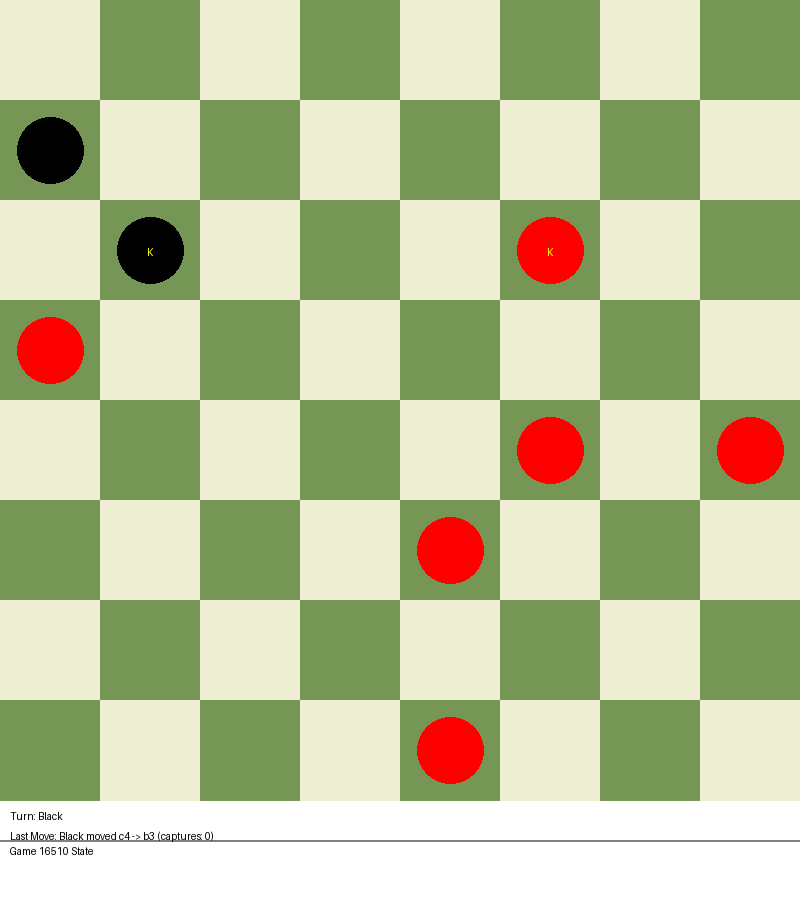 K
K
Turn: Black
Last Move: Black moved c4 -> b3 (captures: 0)
Game 16510 State